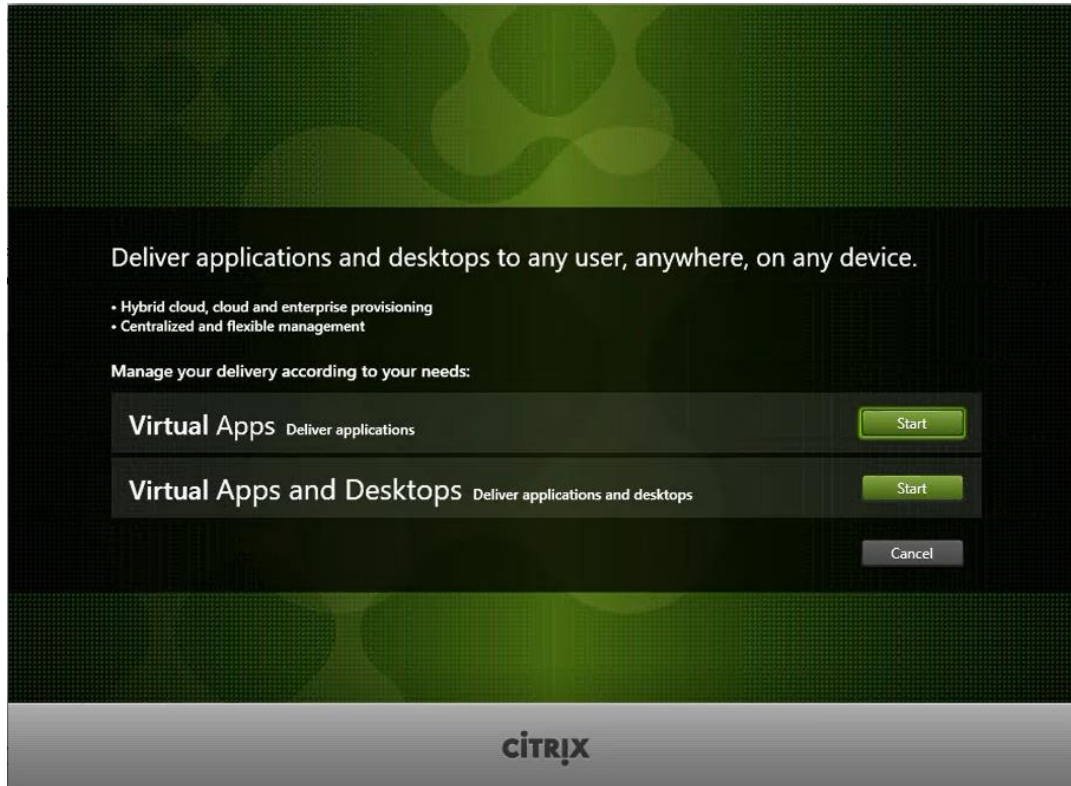 Deliver applications and desktops to any user, anywhere, on any device.
• Hybrid cloud, cloud and enterprise provisioning
• Centralized and flexible management
Manage your delivery according to your needs:
Virtual Apps Deliver applications Start
Virtual Apps and Desktops Deliver applications and desktops Start
Cancel
CİTRIX